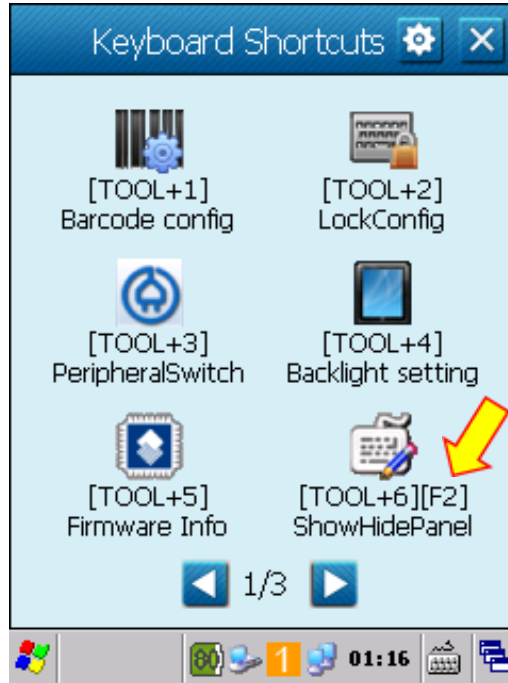 Keyboard Shortcuts
[TOOL+1]
Barcode config
[TOOL+2]
LockConfig
[TOOL+3]
PeripheralSwitch
[TOOL+4]
Backlight setting
[TOOL+5]
Firmware Info
[TOOL+6][F2]
ShowHidePanel
1/3
80 1 01:16